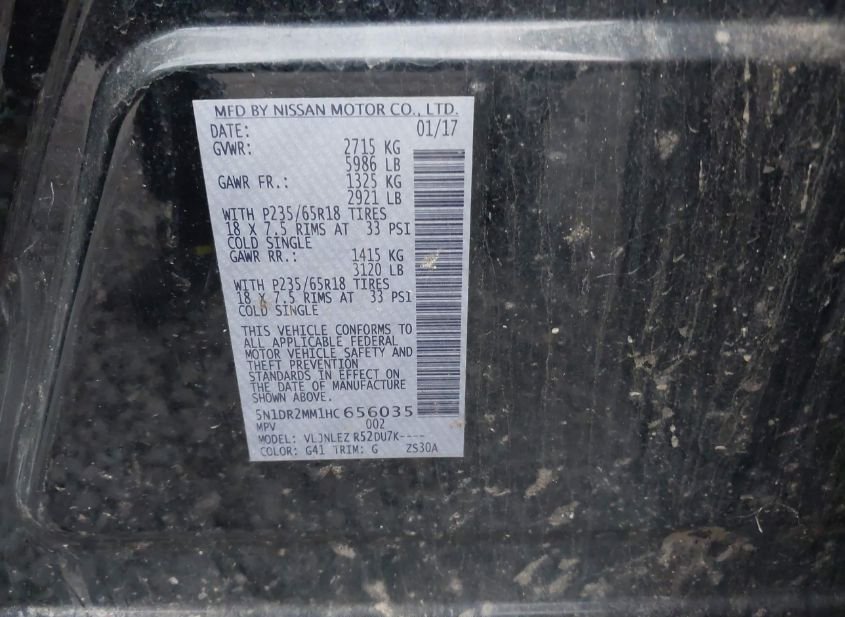 MFD BY NISSAN MOTOR CO., LTD.
DATE: 01/17
GVWR: 2715 KG
5986 LB
GAWR FR.: 1325 KG
2921 LB
WITH P235/65R18 TIRES
18 X 7.5 RIMS AT 33 PSI
COLD SINGLE
GAWR RR.: 1415 KG
3120 LB
WITH P235/65R18 TIRES
18 X 7.5 RIMS AT 33 PSI
COLD SINGLE
THIS VEHICLE CONFORMS TO
ALL APPLICABLE FEDERAL
MOTOR VEHICLE SAFETY AND
THEFT PREVENTION
STANDARDS IN EFFECT ON
THE DATE OF MANUFACTURE
SHOWN ABOVE.
5N1DR2MM1HC656035
MPV 002
MODEL: VLJNLEZ R52DU7K----
COLOR: G41 TRIM: G ZS30A